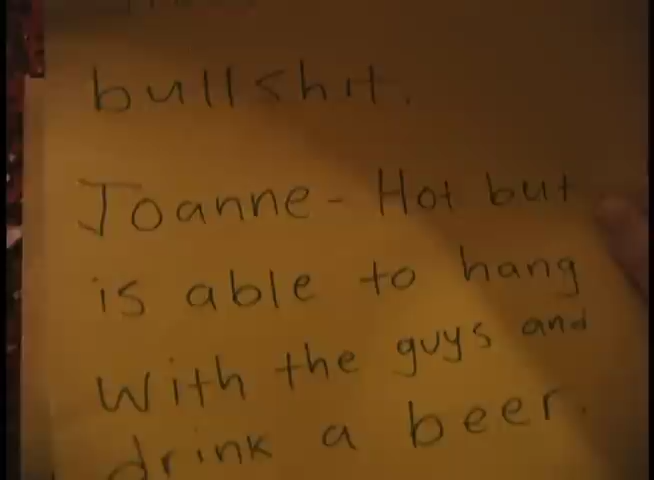 bullshit.
Joanne - Hot but
is able to hang
with the guys and
drink a beer.